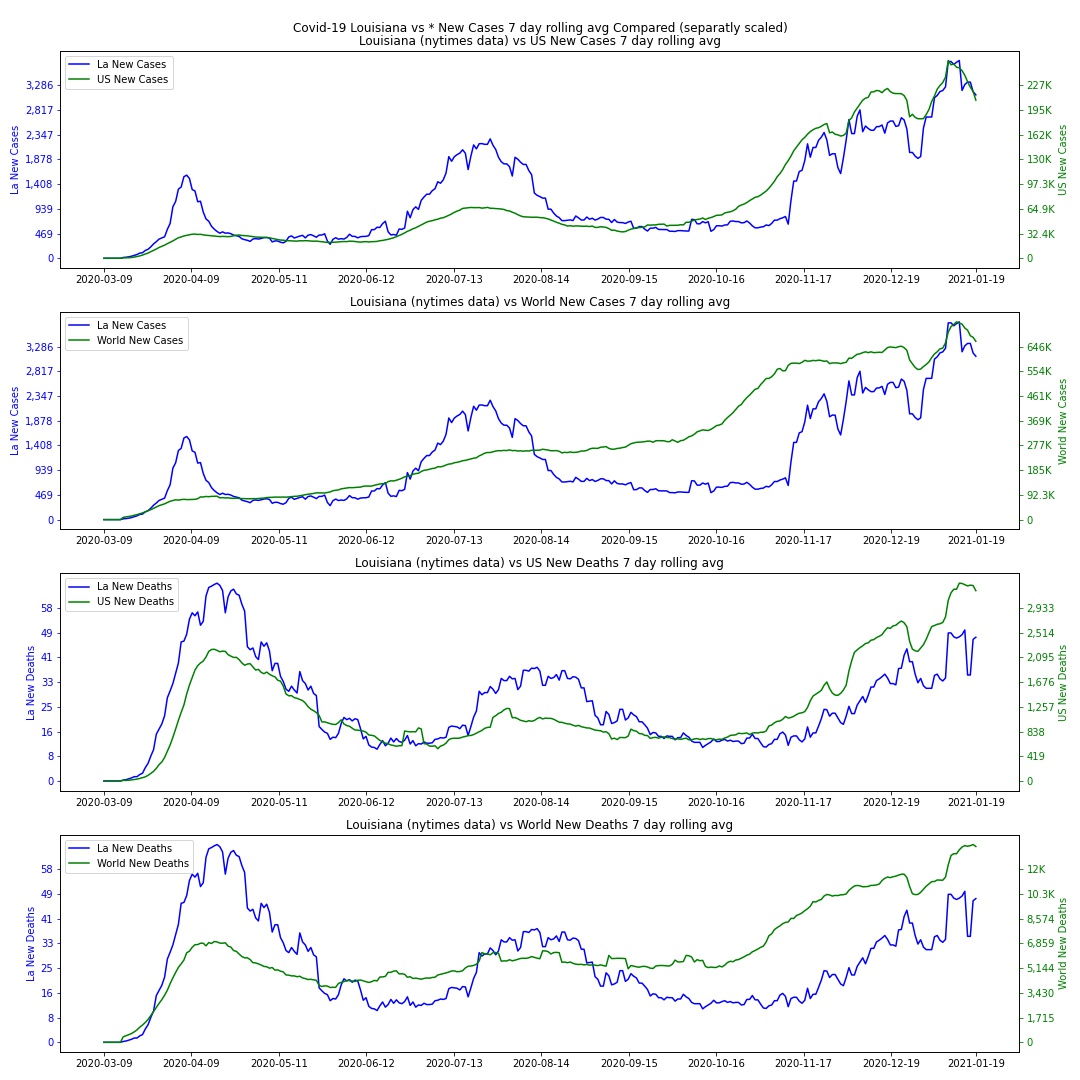 Covid-19 Louisiana vs * New Cases 7 day rolling avg Compared (separatly scaled)
Louisiana (nytimes data) vs US New Cases 7 day rolling avg
La New Cases
US New Cases
3,286
2,817
2,347
1,878
1,408
939
469
0
La New Cases
227K
195K
162K
130K
97.3K
64.9K
32.4K
0
US New Cases
2020-03-09 2020-04-09 2020-05-11 2020-06-12 2020-07-13 2020-08-14 2020-09-15 2020-10-16 2020-11-17 2020-12-19 2021-01-19
Louisiana (nytimes data) vs World New Cases 7 day rolling avg
La New Cases
World New Cases
3,286
2,817
2,347
1,878
1,408
939
469
0
La New Cases
646K
554K
461K
369K
277K
185K
92.3K
0
World New Cases
2020-03-09 2020-04-09 2020-05-11 2020-06-12 2020-07-13 2020-08-14 2020-09-15 2020-10-16 2020-11-17 2020-12-19 2021-01-19
Louisiana (nytimes data) vs US New Deaths 7 day rolling avg
La New Deaths
US New Deaths
58
49
41
33
25
16
8
0
La New Deaths
2,933
2,514
2,095
1,676
1,257
838
419
0
US New Deaths
2020-03-09 2020-04-09 2020-05-11 2020-06-12 2020-07-13 2020-08-14 2020-09-15 2020-10-16 2020-11-17 2020-12-19 2021-01-19
Louisiana (nytimes data) vs World New Deaths 7 day rolling avg
La New Deaths
World New Deaths
58
49
41
33
25
16
8
0
La New Deaths
12K
10.3K
8,574
6,859
5,144
3,430
1,715
0
World New Deaths
2020-03-09 2020-04-09 2020-05-11 2020-06-12 2020-07-13 2020-08-14 2020-09-15 2020-10-16 2020-11-17 2020-12-19 2021-01-19